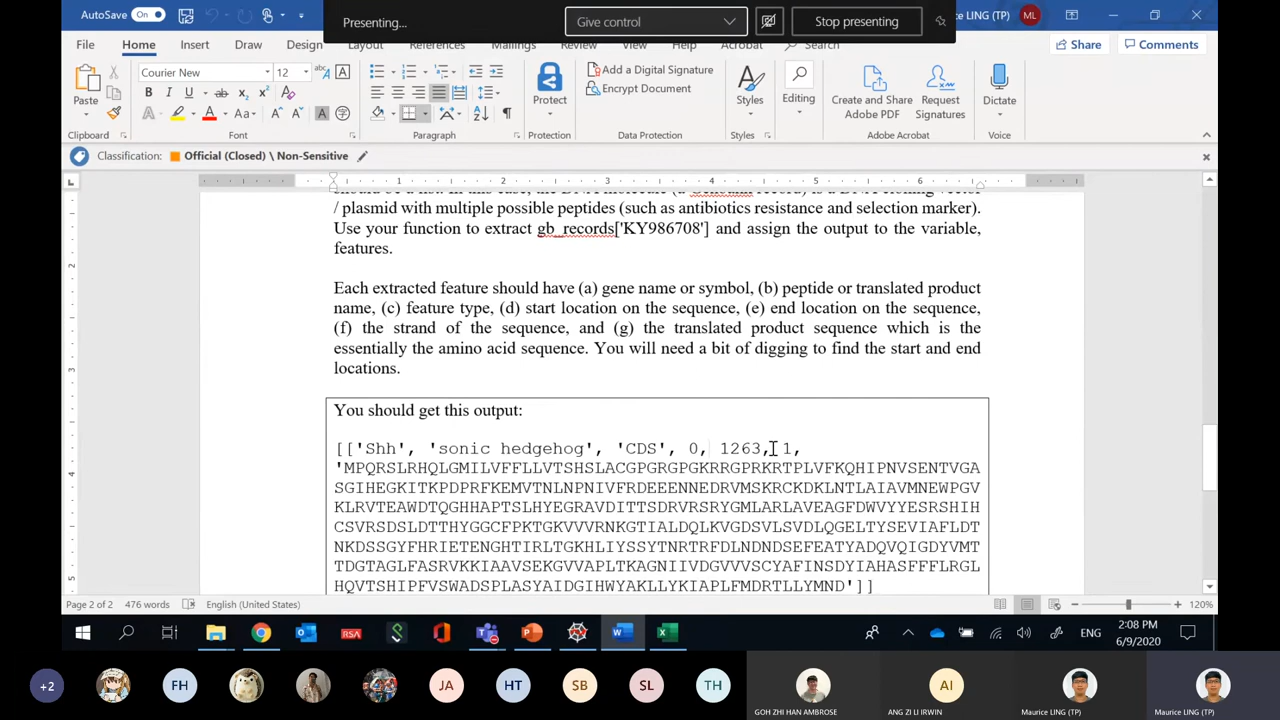 AutoSave On
Presenting...
Give control
Stop presenting
LING (TP) ML
File Home Insert Draw Design Layout References Mailings Review View Help Acrobat Search
Share Comments
Paste
Courier New 12
Protect
Add a Digital Signature
Encrypt Document
Styles
Editing
Create and Share
Adobe PDF
Request
Signatures
Dictate
Clipboard Font Paragraph Protection Data Protection Styles Adobe Acrobat Voice
Classification: Official (Closed) \ Non-Sensitive
/ plasmid with multiple possible peptides (such as antibiotics resistance and selection marker).
Use your function to extract gb_records['KY986708'] and assign the output to the variable,
features.
Each extracted feature should have (a) gene name or symbol, (b) peptide or translated product
name, (c) feature type, (d) start location on the sequence, (e) end location on the sequence,
(f) the strand of the sequence, and (g) the translated product sequence which is the
essentially the amino acid sequence. You will need a bit of digging to find the start and end
locations.
You should get this output:
[['Shh', 'sonic hedgehog', 'CDS', 0, 1263, 1,
'MPQRSLRHQLGMILVFFLLVTSHSLACGPGRGPGKRRGPRKRTPLVFKQHIPNVSENTVGA
SGIHEGKITKPDPRFKEMVTNLNPNIVFRDEEENNEDRVMSKRCKDKLNTLAIAVMNEWPGV
KLRVTEAWDTQGHHAPTSLHYEGRAVDITTSDRVRSRYGMLARLAVEAGFDWVYYESRSHIH
CSVRSDSLDTTHYGGCFPKTGKVVVRNKGTIALDQLKVGDSVLSVDLQGELTYSEVIAFLDT
NKDSSGYFHRIETENGHTIRLTGKHLIYSSYTNRTRFDLNDNDSEFEATYADQVQIGDYVMT
TDGTAGLFASRVKKIAAVSEKGVVAPLTKAGNIIVDGVVVSCYAFINSDYIAHASFFFLRGL
HQVTSHIPFVSWADSPLASYAIDGIHWYAKLLYKIAPLFMDRTLLYMND']]
Page 2 of 2 476 words English (United States) 120%
RSA ENG 2:08 PM
6/9/2020
+2 FH JA HT SB SL TH AI
GOH ZHI HAN AMBROSE ANG ZI LI IRWIN Maurice LING (TP) Maurice LING (TP)